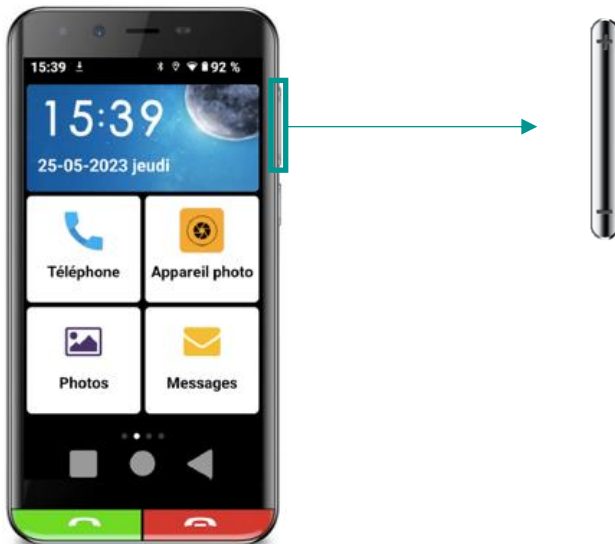 15:39 92 %
15:39
25-05-2023 jeudi
Téléphone
Appareil photo
Photos
Messages